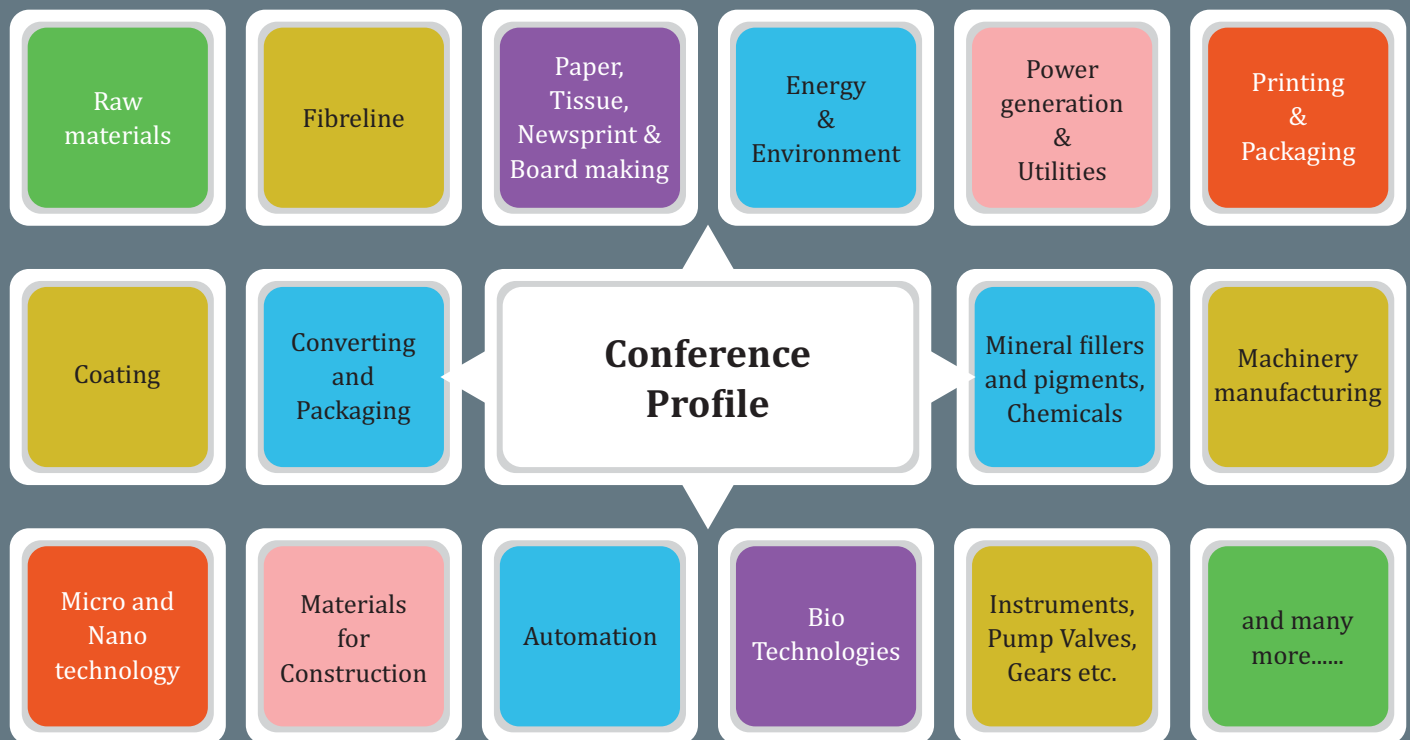 Raw
materials
Fibreline
Paper,
Tissue,
Newsprint &
Board making
Energy
&
Environment
Power
generation
&
Utilities
Printing
&
Packaging
Coating
Converting
and
Packaging
Conference
Profile
Mineral fillers
and pigments,
Chemicals
Machinery
manufacturing
Micro and
Nano
technology
Materials
for
Construction
Automation
Bio
Technologies
Instruments,
Pump Valves,
Gears etc.
and many
more......